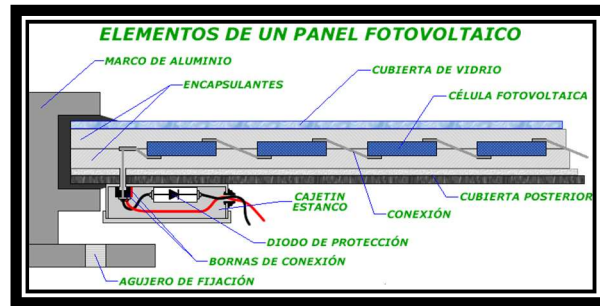 ELEMENTOS DE UN PANEL FOTOVOLTAICO
MARCO DE ALUMINIO
ENCAPSULANTES
CUBIERTA DE VIDRIO
CÉLULA FOTOVOLTAICA
CUBIERTA POSTERIOR
CAJETIN
ESTANCO
CONEXIÓN
DIODO DE PROTECCIÓN
BORNAS DE CONEXIÓN
AGUJERO DE FIJACIÓN